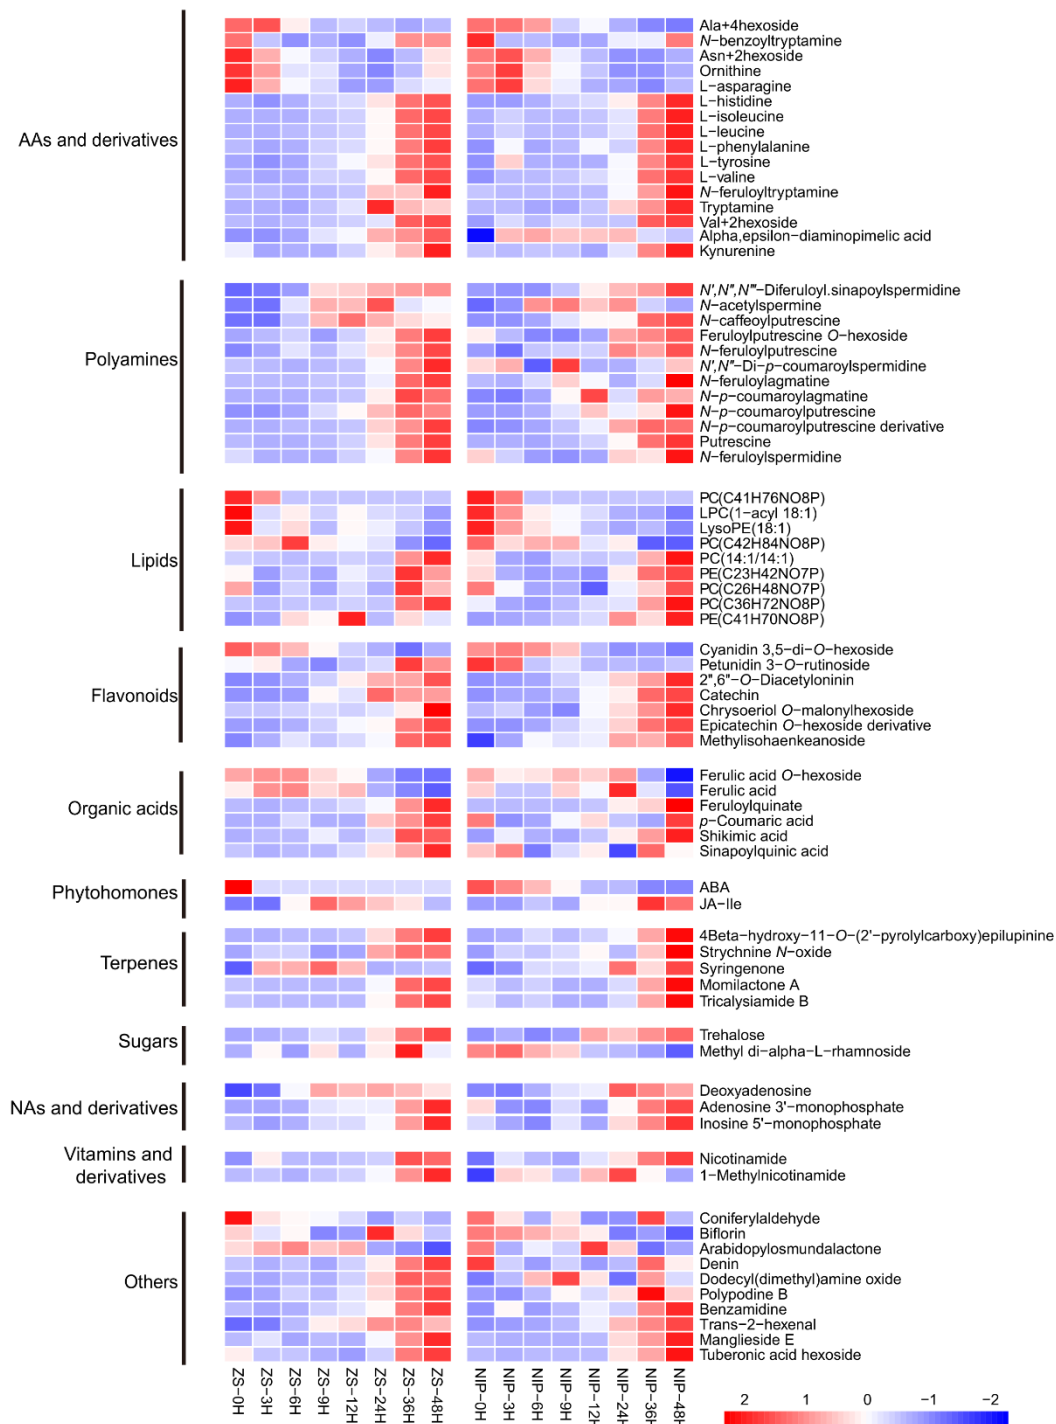 AAs and derivatives
Ala+4hexoside
N−benzoyltryptamine
Asn+2hexoside
Ornithine
L−asparagine
L−histidine
L−isoleucine
L−leucine
L−phenylalanine
L−tyrosine
L−valine
N−feruloyltryptamine
Tryptamine
Val+2hexoside
Alpha,epsilon−diaminopimelic acid
Kynurenine
Polyamines
N',N'',N'''−Diferuloyl.sinapoylspermidine
N−acetylspermine
N−caffeoylputrescine
Feruloylputrescine O−hexoside
N−feruloylputrescine
N',N''−Di−p−coumaroylspermidine
N−feruloylagmatine
N−p−coumaroylagmatine
N−p−coumaroylputrescine
N−p−coumaroylputrescine derivative
Putrescine
N−feruloylspermidine
Lipids
PC(C41H76NO8P)
LPC(1−acyl 18:1)
LysoPE(18:1)
PC(C42H84NO8P)
PC(14:1/14:1)
PE(C23H42NO7P)
PC(C26H48NO7P)
PC(C36H72NO8P)
PE(C41H70NO8P)
Flavonoids
Cyanidin 3,5−di−O−hexoside
Petunidin 3−O−rutinoside
2'',6''−O−Diacetyloninin
Catechin
Chrysoeriol O−malonylhexoside
Epicatechin O−hexoside derivative
Methylisohaenkeanoside
Organic acids
Ferulic acid O−hexoside
Ferulic acid
Feruloylquinate
p−Coumaric acid
Shikimic acid
Sinapoylquinic acid
Phytohomones
ABA
JA−Ile
Terpenes
4Beta−hydroxy−11−O−(2'−pyrolylcarboxy)epilupinine
Strychnine N−oxide
Syringenone
Momilactone A
Tricalysiamide B
Sugars
Trehalose
Methyl di−alpha−L−rhamnoside
NAs and derivatives
Deoxyadenosine
Adenosine 3'−monophosphate
Inosine 5'−monophosphate
Vitamins and
derivatives
Nicotinamide
1−Methylnicotinamide
Others
Coniferylaldehyde
Biflorin
Arabidopylosmundalactone
Denin
Dodecyl(dimethyl)amine oxide
Polypodine B
Benzamidine
Trans−2−hexenal
Manglieside E
Tuberonic acid hexoside
ZS−0H
ZS−3H
ZS−6H
ZS−9H
ZS−12H
ZS−24H
ZS−36H
ZS−48H
NIP−0H
NIP−3H
NIP−6H
NIP−9H
NIP−12H
NIP−24H
NIP−36H
NIP−48H
2 1 0 −1 −2